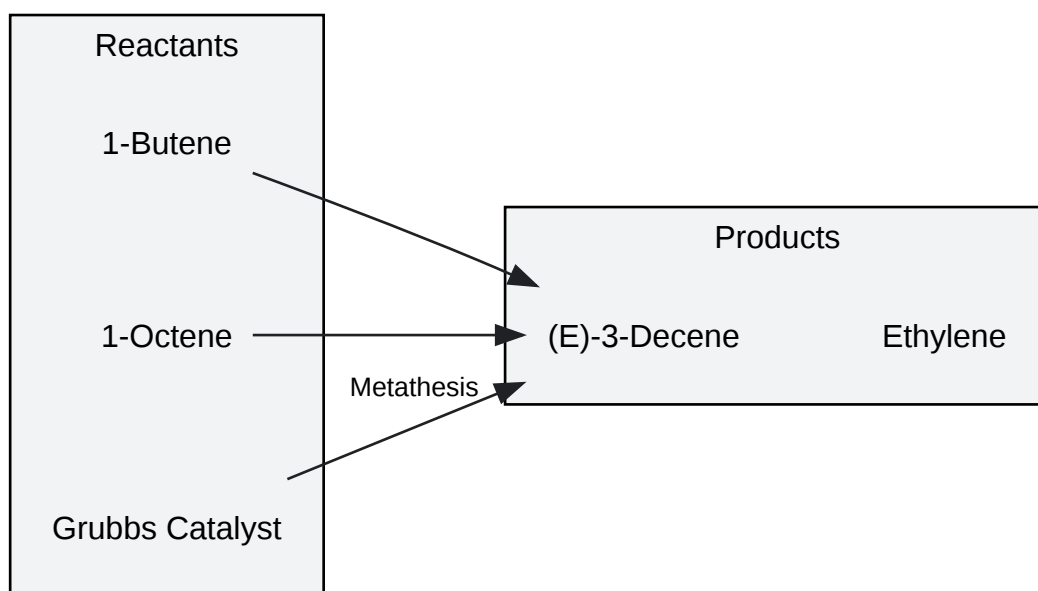 Reactants
1-Butene
1-Octene
Grubbs Catalyst
Metathesis
Products
(E)-3-Decene
Ethylene